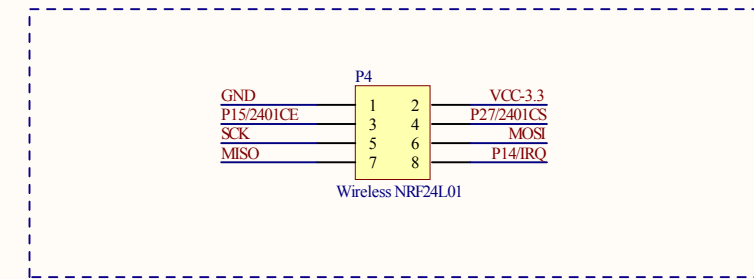 P4
GND 1 2 VCC-3.3
P15/2401CE 3 4 P27/2401CS
SCK 5 6 MOSI
MISO 7 8 P14/IRQ
Wireless NRF24L01